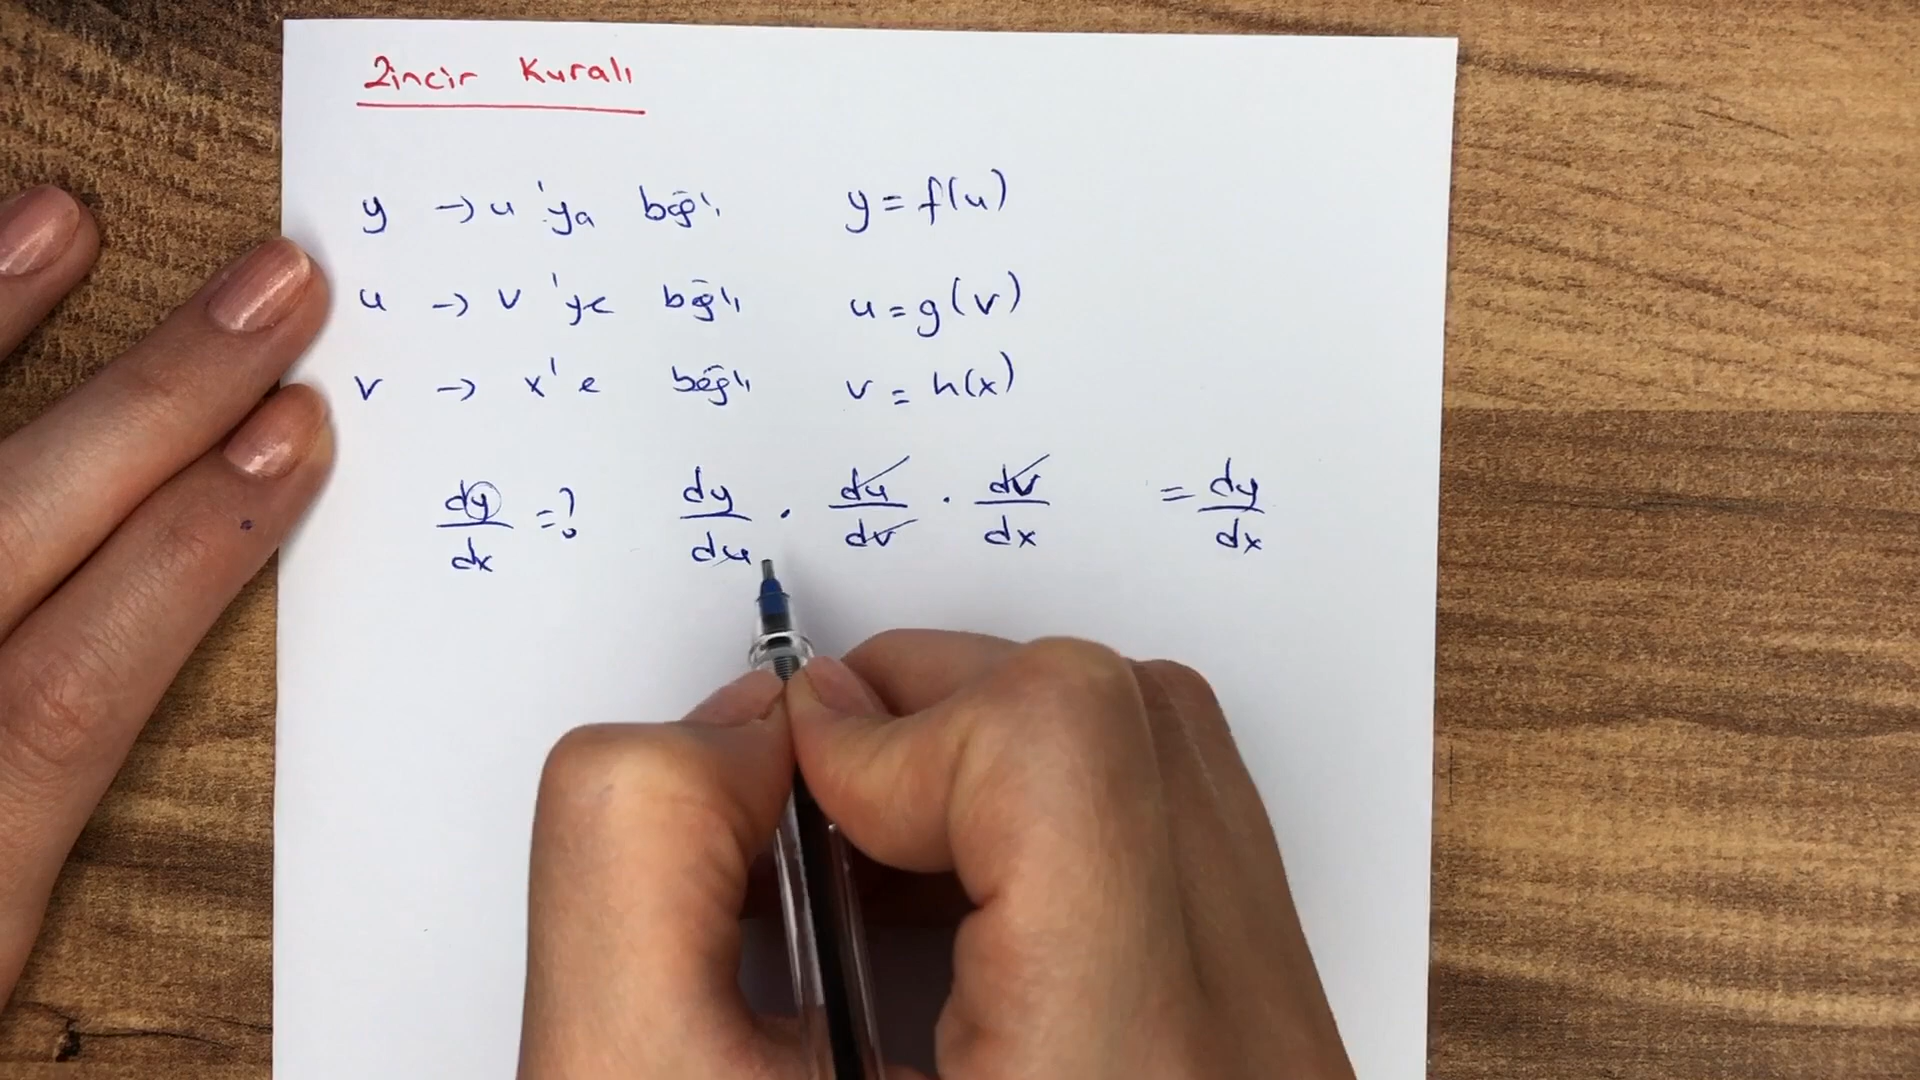 Zincir Kuralı
y → u'ya bağlı y = f(u)
u → v'ye bağlı u = g(v)
v → x'e bağlı v = h(x)
dy/dx = ? dy/du . du/dv . dv/dx = dy/dx